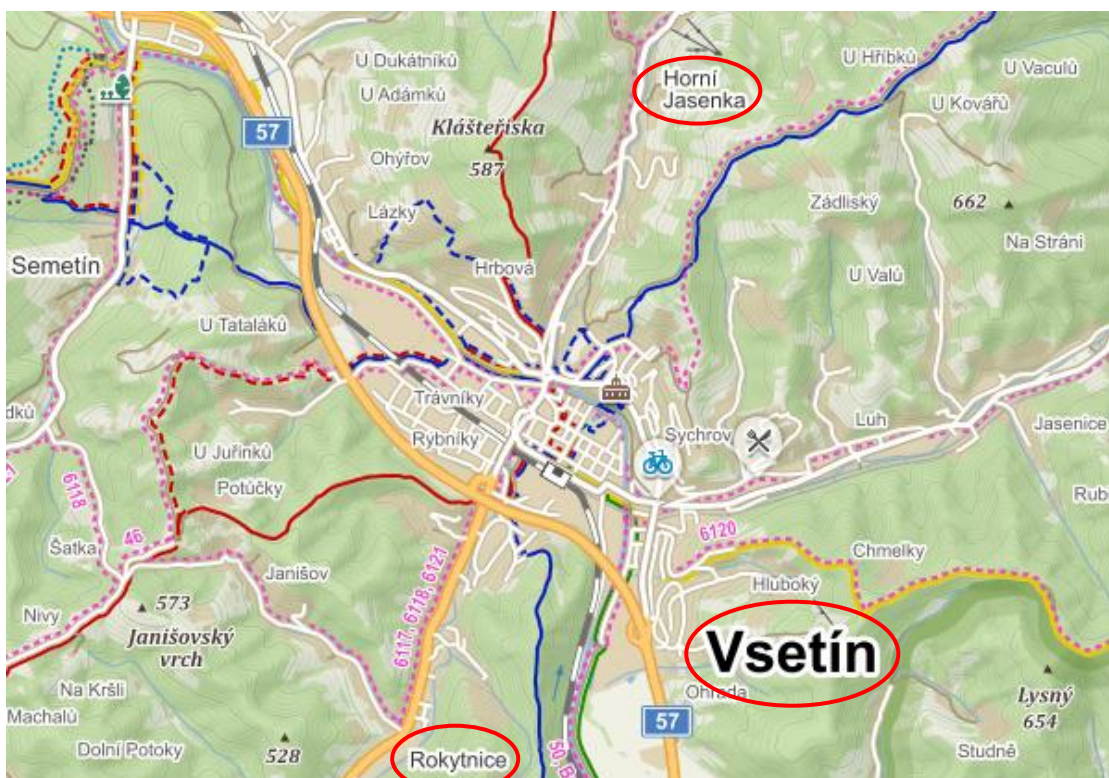 U Dukátníků
U Hříbků
U Vaculů
Horní
Jasenka
U Adámků
U Kovářů
Klášteřiska
587
57
Ohýřov
Zádliský
662
Lázky
Na Stráni
Semetín
Hrbová
U Valů
U Tataláků
dků
Trávníky
Rybníky
Sychrov
Luh
Jasenice
U Juřinků
Potůčky
6118
Rub
Šatka
46
6120
Chmelky
Janišov
Hluboký
Nivy
573
6117, 6118, 6121
Janišovský
vrch
Vsetín
Na Kršli
Ohrada
Lysný
654
Machalů
57
Dolní Potoky
528
Rokytnice
50, B
Studně